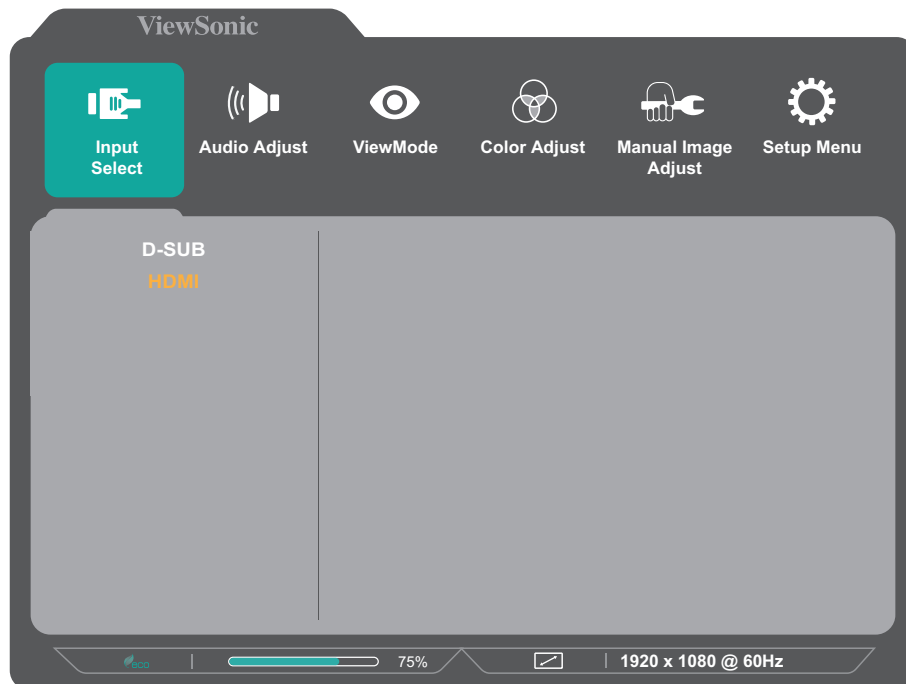 ViewSonic
Input Select
Audio Adjust
ViewMode
Color Adjust
Manual Image Adjust
Setup Menu
D-SUB
HDMI
eco
75%
1920 x 1080 @ 60Hz